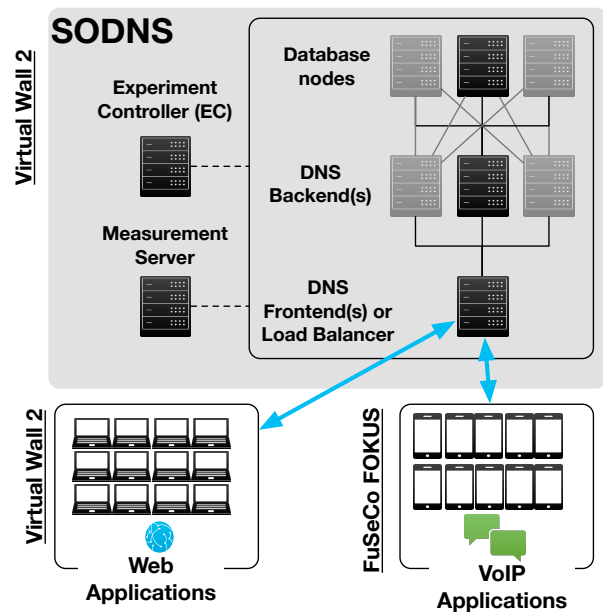 SODNS
Virtual Wall 2
Database
nodes
Experiment
Controller (EC)
DNS
Backend(s)
Measurement
Server
DNS
Frontend(s) or
Load Balancer
Virtual Wall 2
Web
Applications
FuSeCo FOKUS
VoIP
Applications